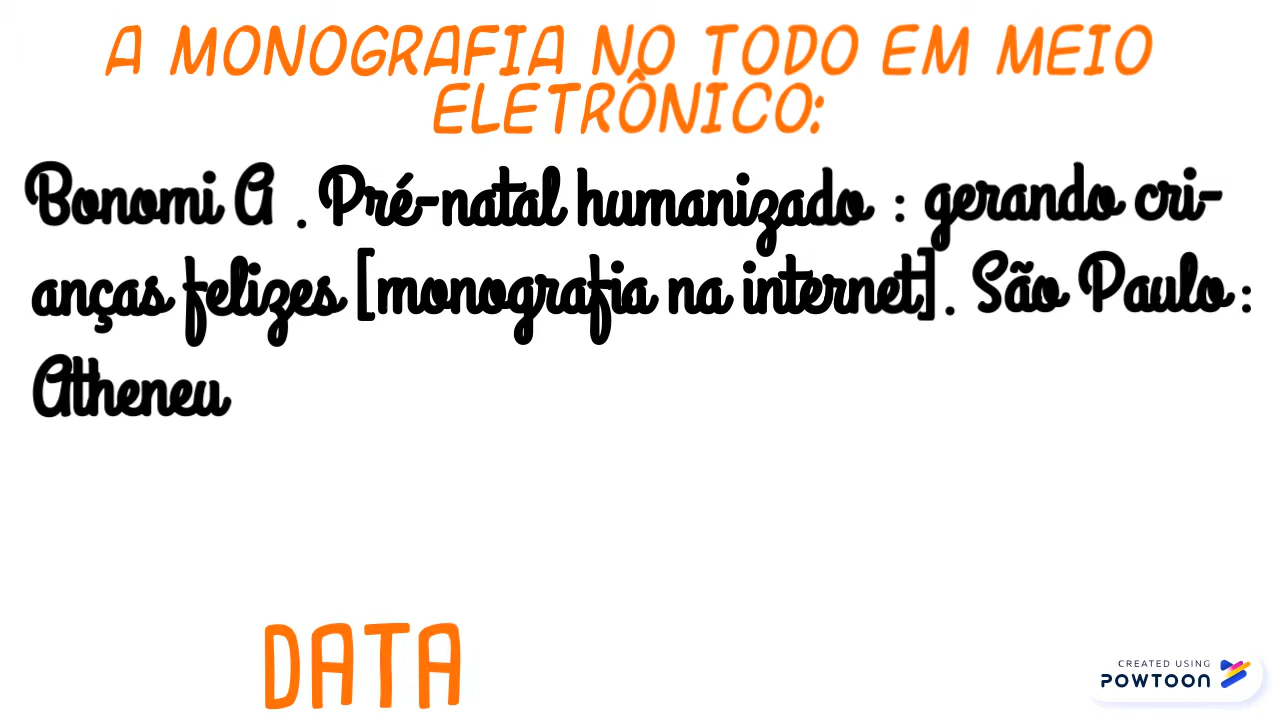 A MONOGRAFIA NO TODO EM MEIO
ELETRÔNICO:
Bonomi A . Pré-natal humanizado : gerando cri-
anças felizes [monografia na internet]. São Paulo :
Atheneu
DATA
CREATED USING
POWTOON